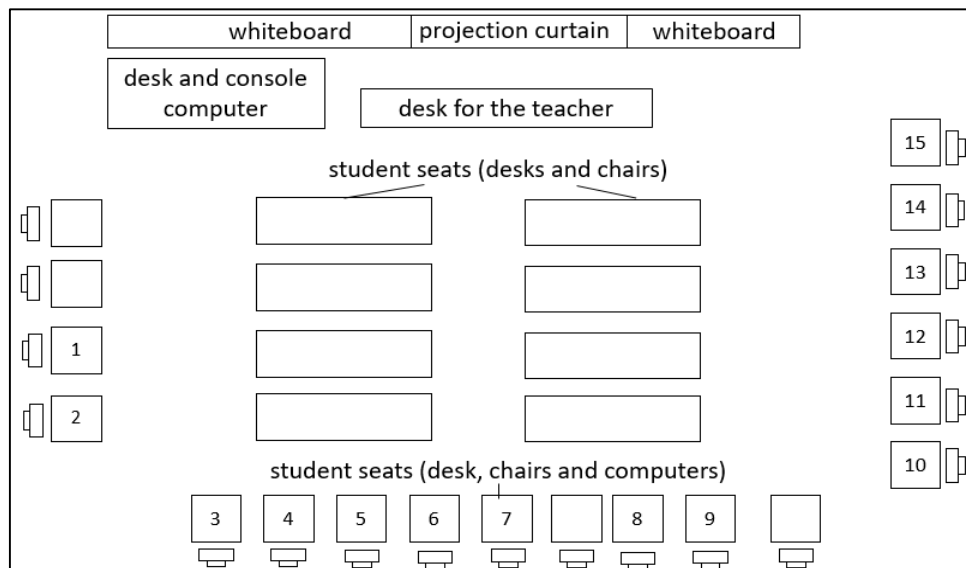 whiteboard
projection curtain
whiteboard
desk and console
computer
desk for the teacher
student seats (desks and chairs)
15
14
13
1
12
2
11
10
student seats (desk, chairs and computers)
3
4
5
6
7
8
9